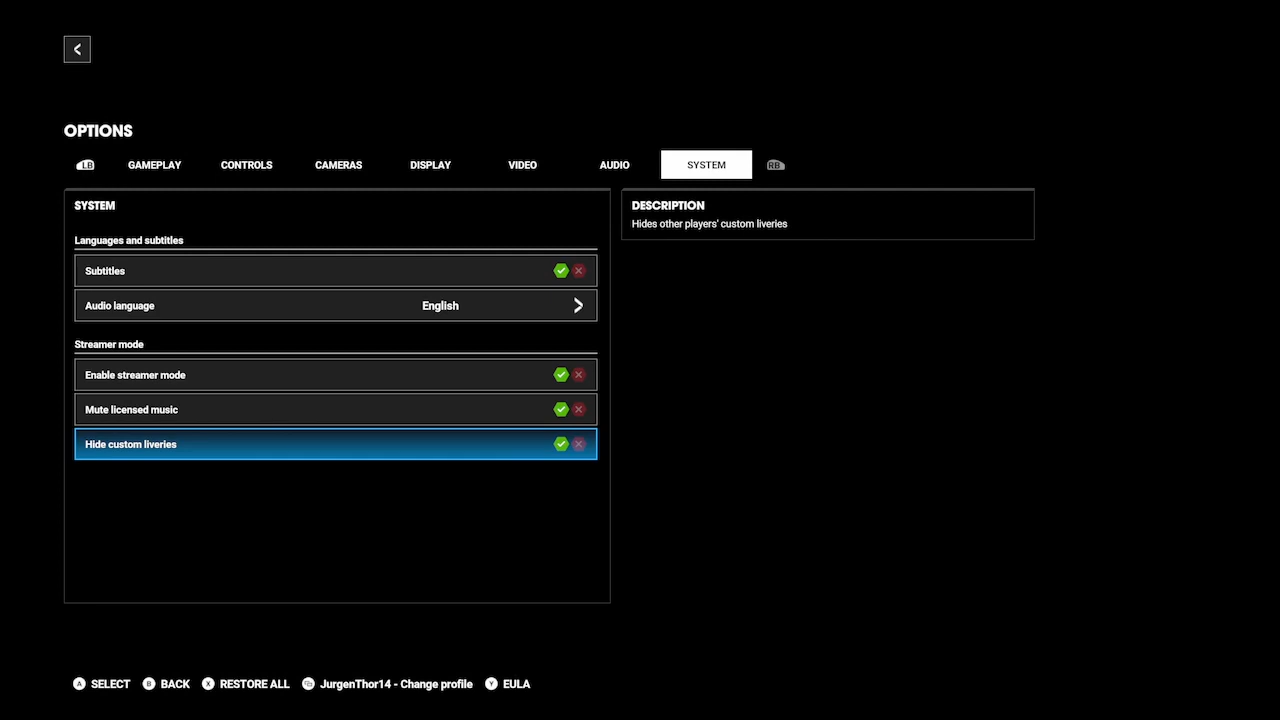 OPTIONS
LB GAMEPLAY CONTROLS CAMERAS DISPLAY VIDEO AUDIO SYSTEM RB
SYSTEM
Languages and subtitles
Subtitles
Audio language English
Streamer mode
Enable streamer mode
Mute licensed music
Hide custom liveries
DESCRIPTION
Hides other players' custom liveries
A SELECT B BACK X RESTORE ALL JurgenThor14 - Change profile Y EULA